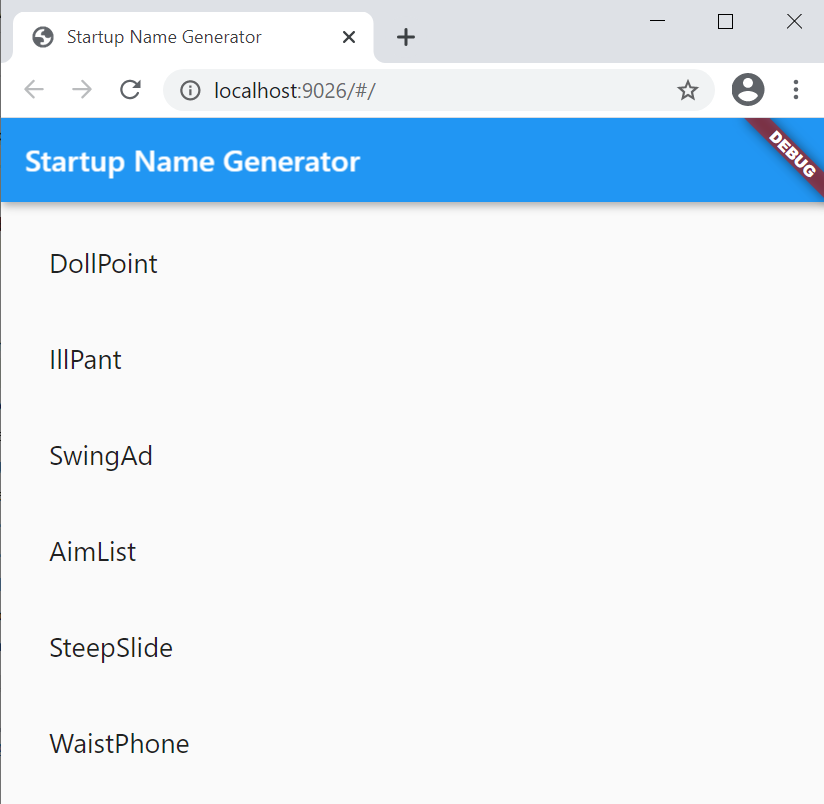 Startup Name Generator
localhost:9026/#/
Startup Name Generator
DEBUG
DollPoint
IllPant
SwingAd
AimList
SteepSlide
WaistPhone